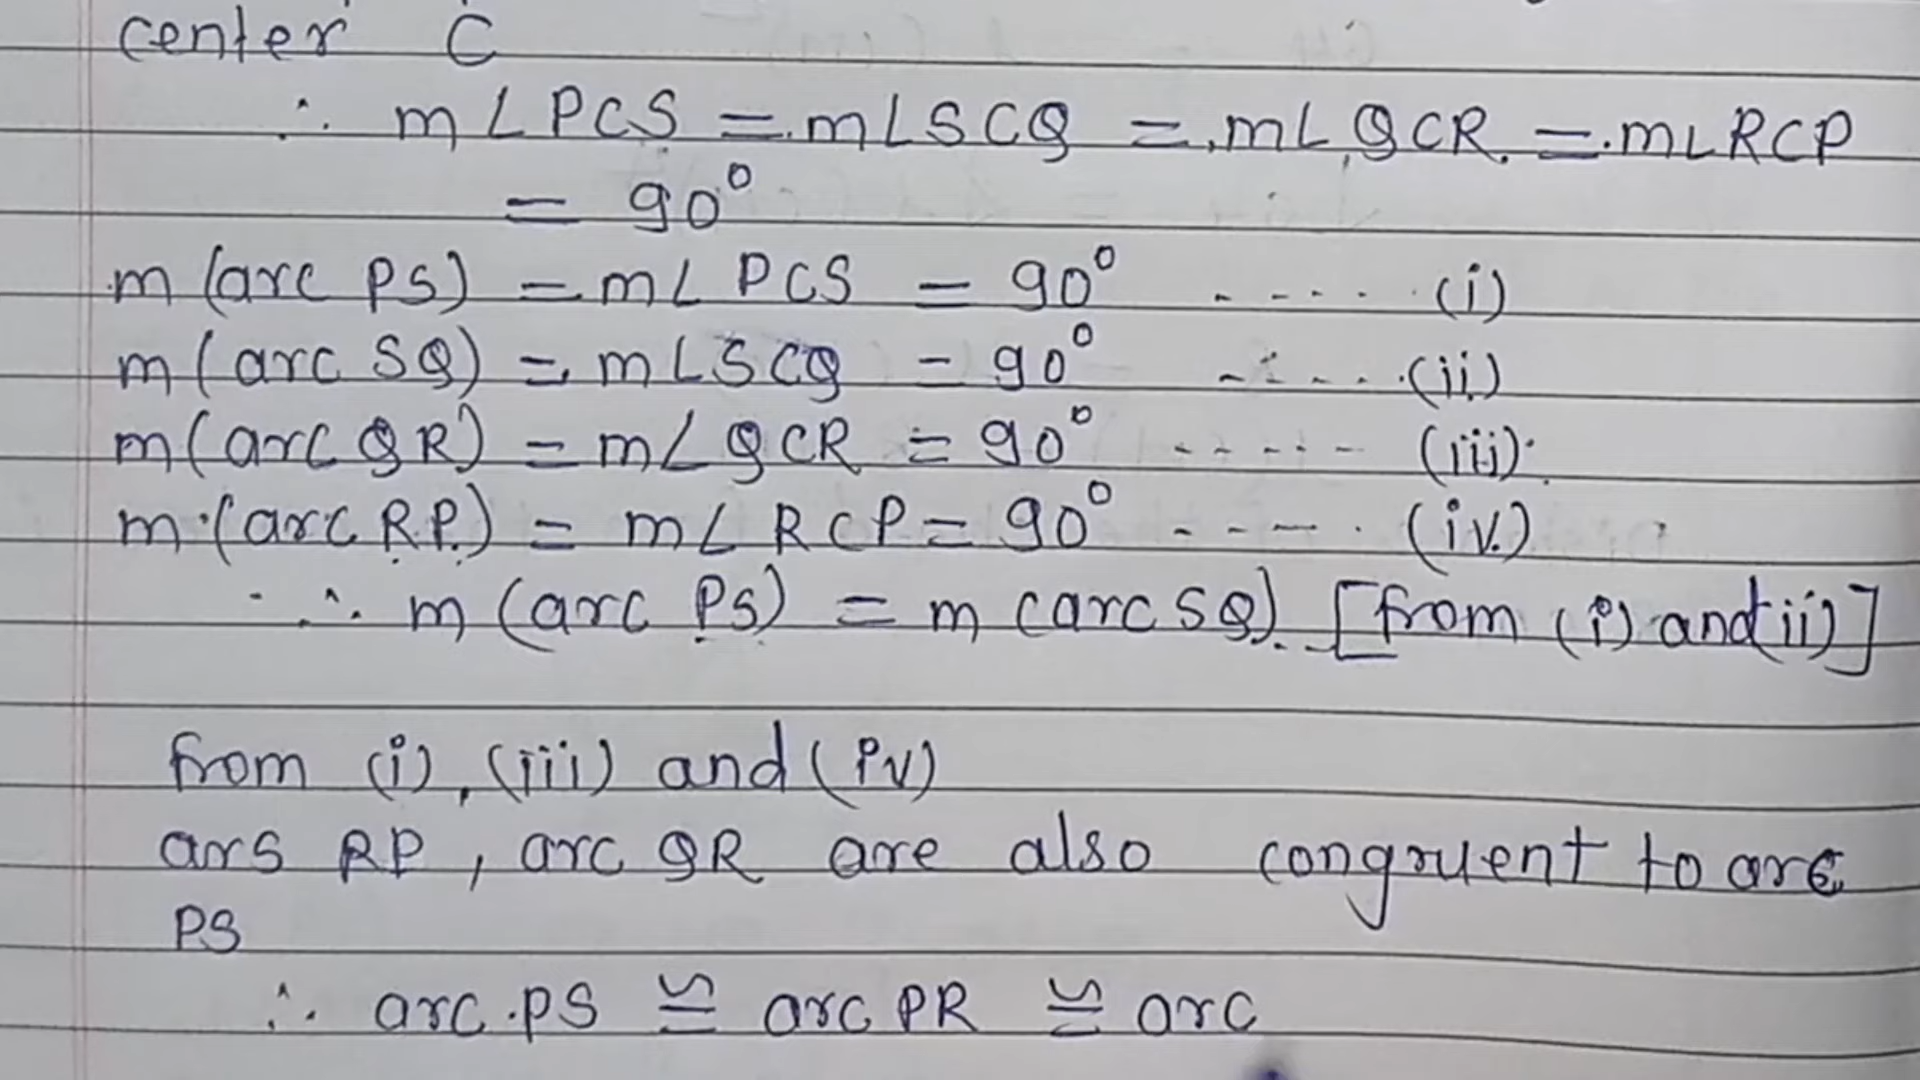 center C
∴ m∠PCS = m∠SCQ = m∠QCR = m∠RCP
= 90°
m (arc PS) = m∠PCS = 90° ..... (i)
m (arc SQ) = m∠SCQ = 90° ..... (ii)
m (arc QR) = m∠QCR = 90° ...... (iii)
m (arc RP) = m∠RCP = 90° ..... (iv)
∴ m (arc PS) = m (arc SQ) [from (i) and (ii)]
from (i), (iii) and (iv)
ars RP, arc QR are also congruent to arc
PS
∴ arc PS ≅ arc PR ≅ arc